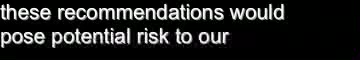 these recommendations would
pose potential risk to our